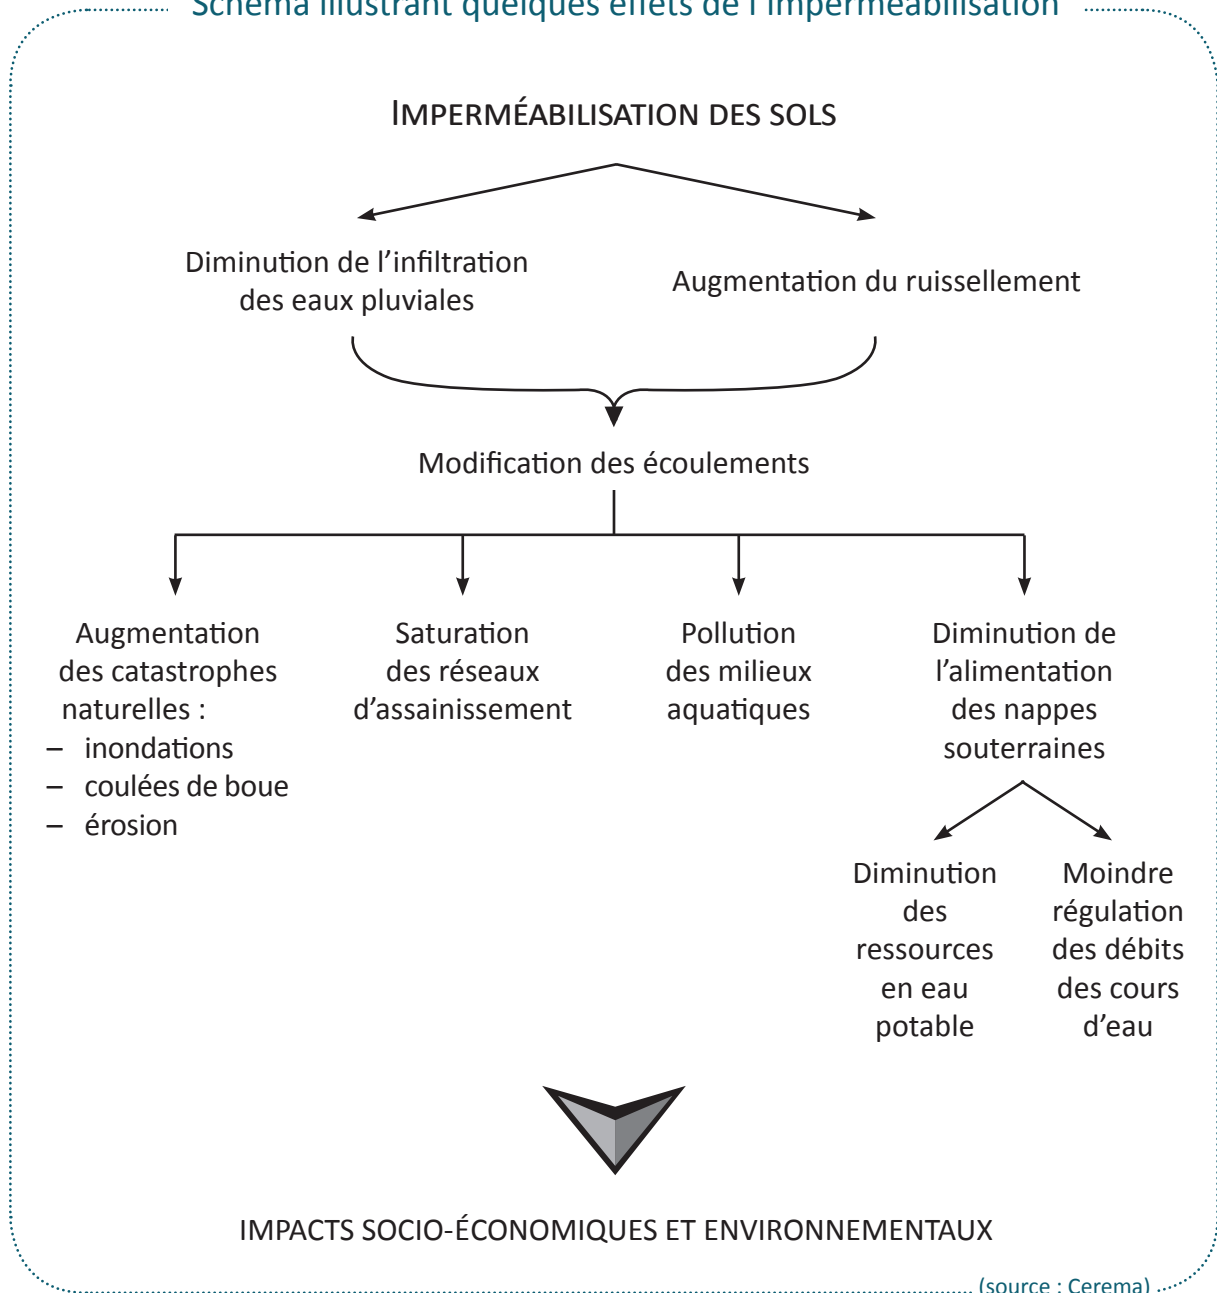 Schéma illustrant quelques effets de l'imperméabilisation
IMPERMÉABILISATION DES SOLS
Diminution de l’infiltration
des eaux pluviales
Augmentation du ruissellement
Modification des écoulements
Augmentation
des catastrophes
naturelles :
– inondations
– coulées de boue
– érosion
Saturation
des réseaux
d’assainissement
Pollution
des milieux
aquatiques
Diminution de
l’alimentation
des nappes
souterraines
Diminution
des
ressources
en eau
potable
Moindre
régulation
des débits
des cours
d’eau
IMPACTS SOCIO-ÉCONOMIQUES ET ENVIRONNEMENTAUX
(source : Cerema)